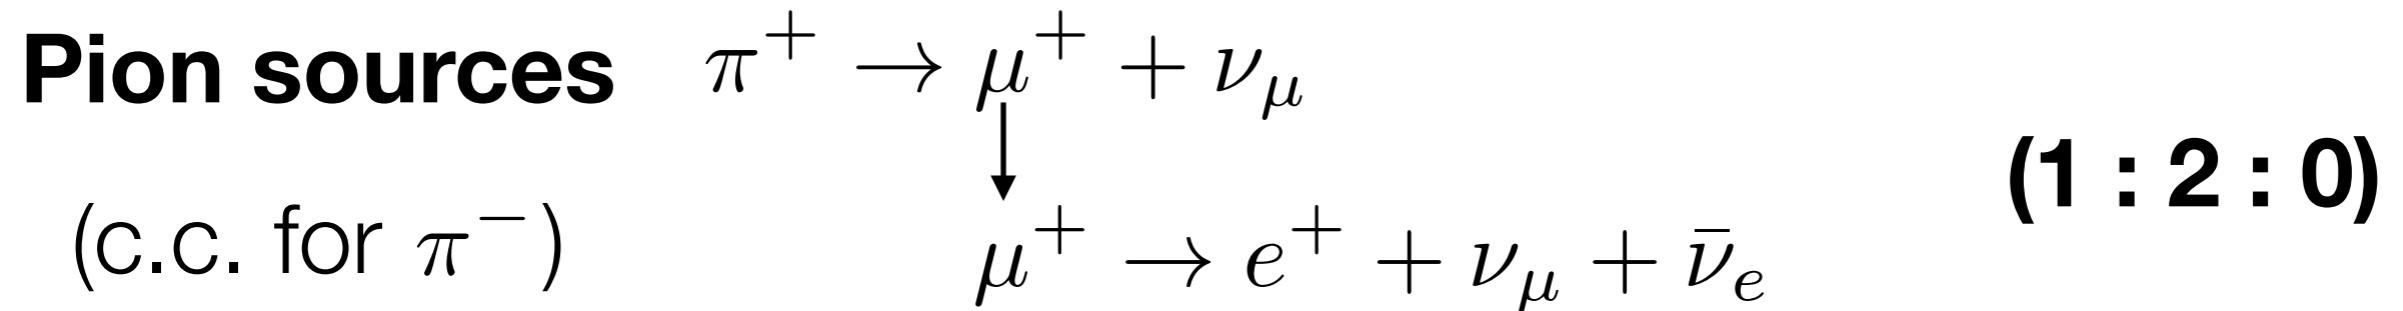 Pion sources π⁺ → μ⁺ + ν_μ
(1 : 2 : 0)
(c.c. for π⁻) μ⁺ → e⁺ + ν_μ + ν̄_e